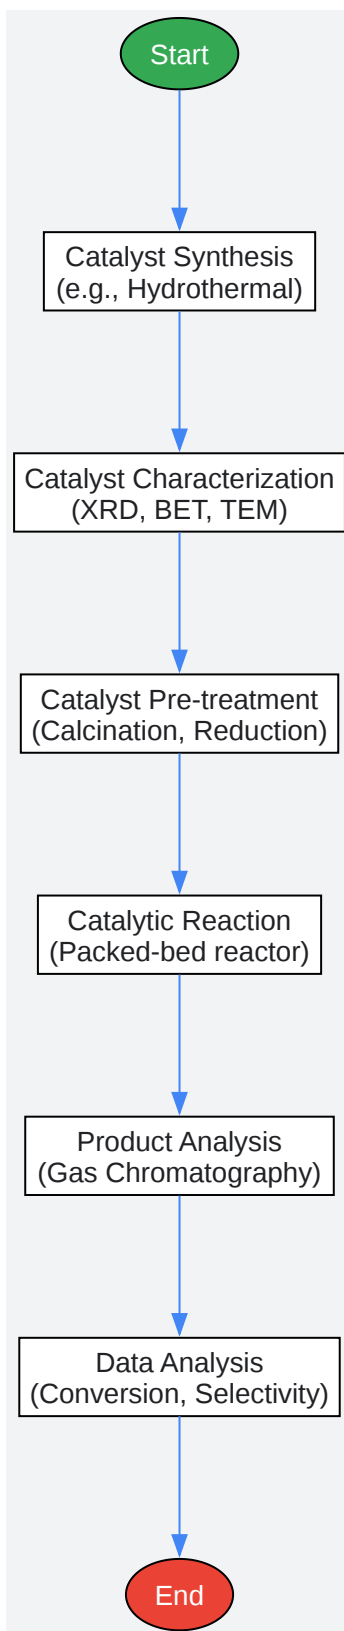 Start
Catalyst Synthesis
(e.g., Hydrothermal)
Catalyst Characterization
(XRD, BET, TEM)
Catalyst Pre-treatment
(Calcination, Reduction)
Catalytic Reaction
(Packed-bed reactor)
Product Analysis
(Gas Chromatography)
Data Analysis
(Conversion, Selectivity)
End